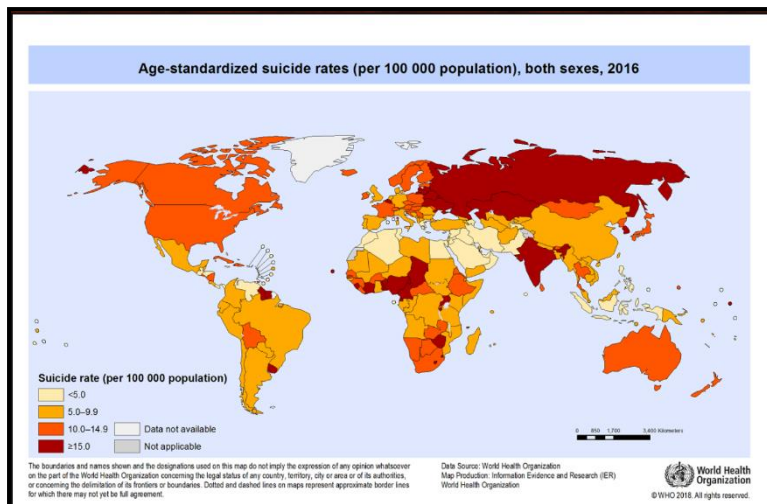 Age-standardized suicide rates (per 100 000 population), both sexes, 2016
Suicide rate (per 100 000 population)
<5.0
5.0–9.9
10.0–14.9
≥15.0
Data not available
Not applicable
0 850 1,700 3,400 Kilometers
The boundaries and names shown and the designations used on this map do not imply the expression of any opinion whatsoever
on the part of the World Health Organization concerning the legal status of any country, territory, city or area or of its authorities,
or concerning the delimitation of its frontiers or boundaries. Dotted and dashed lines on maps represent approximate border lines
for which there may not yet be full agreement.
Data Source: World Health Organization
Map Production: Information Evidence and Research (IER)
World Health Organization
World Health
Organization
© WHO 2018. All rights reserved.